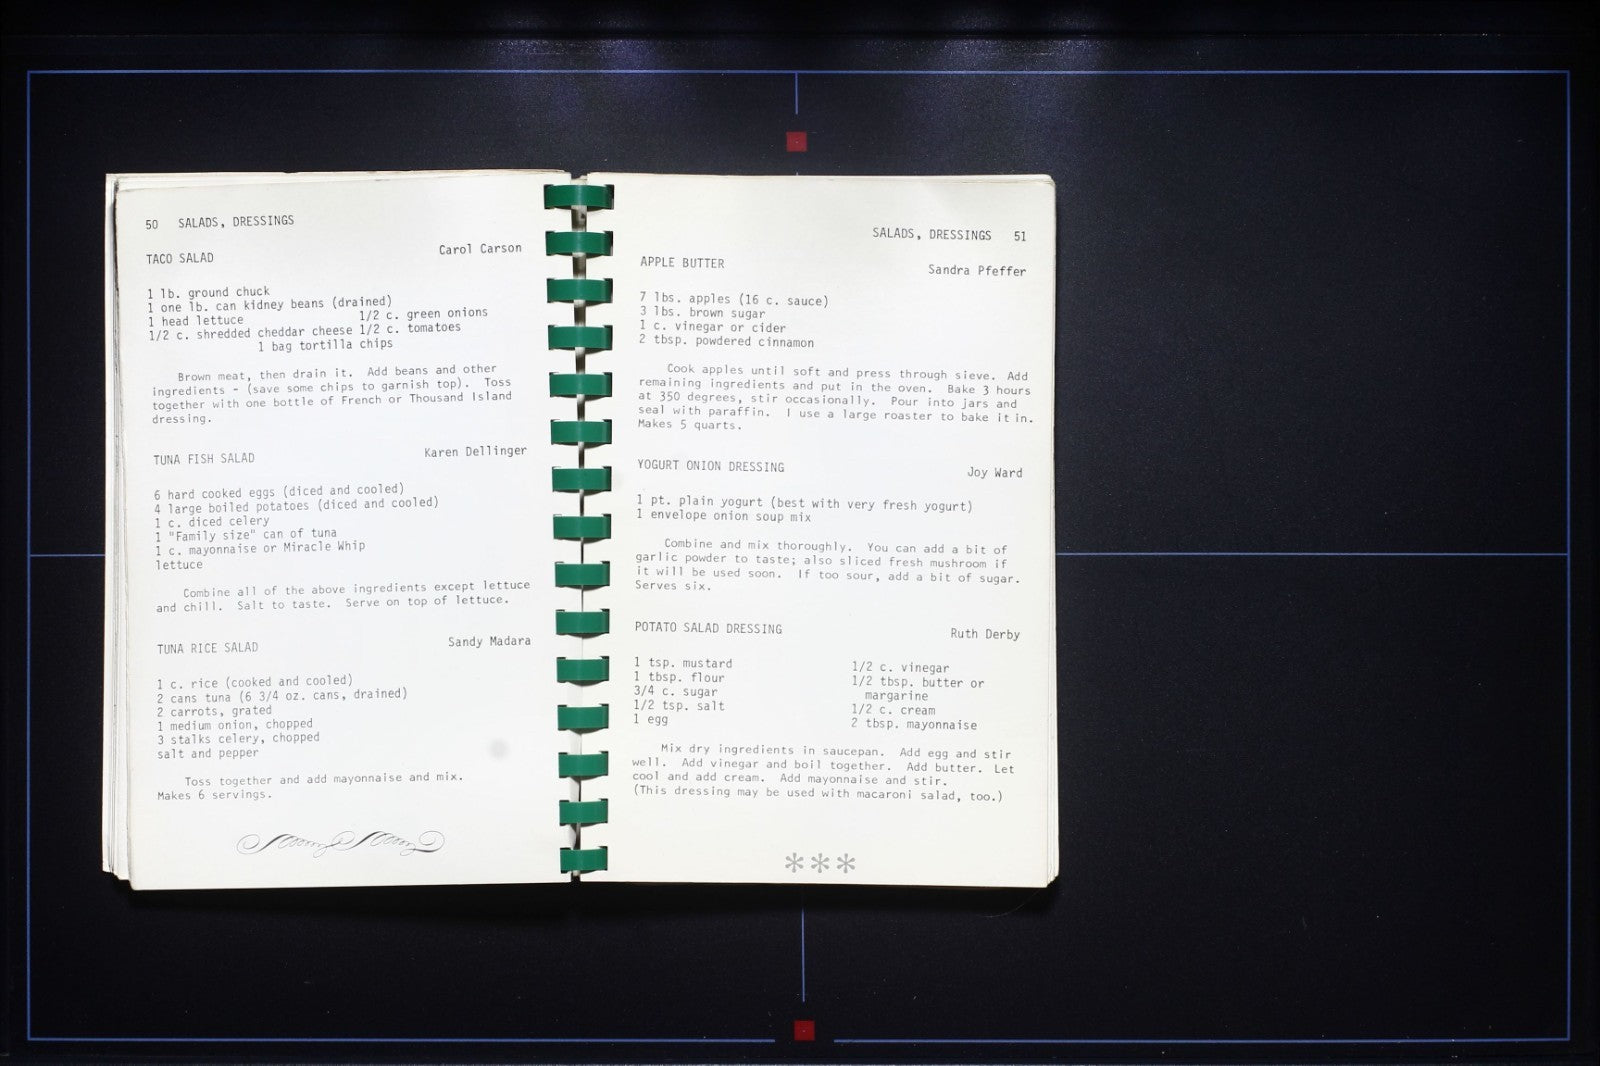 50 SALADS, DRESSINGS
TACO SALAD Carol Carson
1 lb. ground chuck
1 one lb. can kidney beans (drained)
1 head lettuce 1/2 c. green onions
1/2 c. shredded cheddar cheese 1/2 c. tomatoes
1 bag tortilla chips
Brown meat, then drain it. Add beans and other
ingredients - (save some chips to garnish top). Toss
together with one bottle of French or Thousand Island
dressing.
TUNA FISH SALAD Karen Dellinger
6 hard cooked eggs (diced and cooled)
4 large boiled potatoes (diced and cooled)
1 c. diced celery
1 "Family size" can of tuna
1 c. mayonnaise or Miracle Whip
lettuce
Combine all of the above ingredients except lettuce
and chill. Salt to taste. Serve on top of lettuce.
TUNA RICE SALAD Sandy Madara
1 c. rice (cooked and cooled)
2 cans tuna (6 3/4 oz. cans, drained)
2 carrots, grated
1 medium onion, chopped
3 stalks celery, chopped
salt and pepper
Toss together and add mayonnaise and mix.
Makes 6 servings.
SALADS, DRESSINGS 51
APPLE BUTTER Sandra Pfeffer
7 lbs. apples (16 c. sauce)
3 lbs. brown sugar
1 c. vinegar or cider
2 tbsp. powdered cinnamon
Cook apples until soft and press through sieve. Add
remaining ingredients and put in the oven. Bake 3 hours
at 350 degrees, stir occasionally. Pour into jars and
seal with paraffin. I use a large roaster to bake it in.
Makes 5 quarts.
YOGURT ONION DRESSING Joy Ward
1 pt. plain yogurt (best with very fresh yogurt)
1 envelope onion soup mix
Combine and mix thoroughly. You can add a bit of
garlic powder to taste; also sliced fresh mushroom if
it will be used soon. If too sour, add a bit of sugar.
Serves six.
POTATO SALAD DRESSING Ruth Derby
1 tsp. mustard 1/2 c. vinegar
1 tbsp. flour 1/2 tbsp. butter or
3/4 c. sugar margarine
1/2 tsp. salt 1/2 c. cream
1 egg 2 tbsp. mayonnaise
Mix dry ingredients in saucepan. Add egg and stir
well. Add vinegar and boil together. Add butter. Let
cool and add cream. Add mayonnaise and stir.
(This dressing may be used with macaroni salad, too.)
***